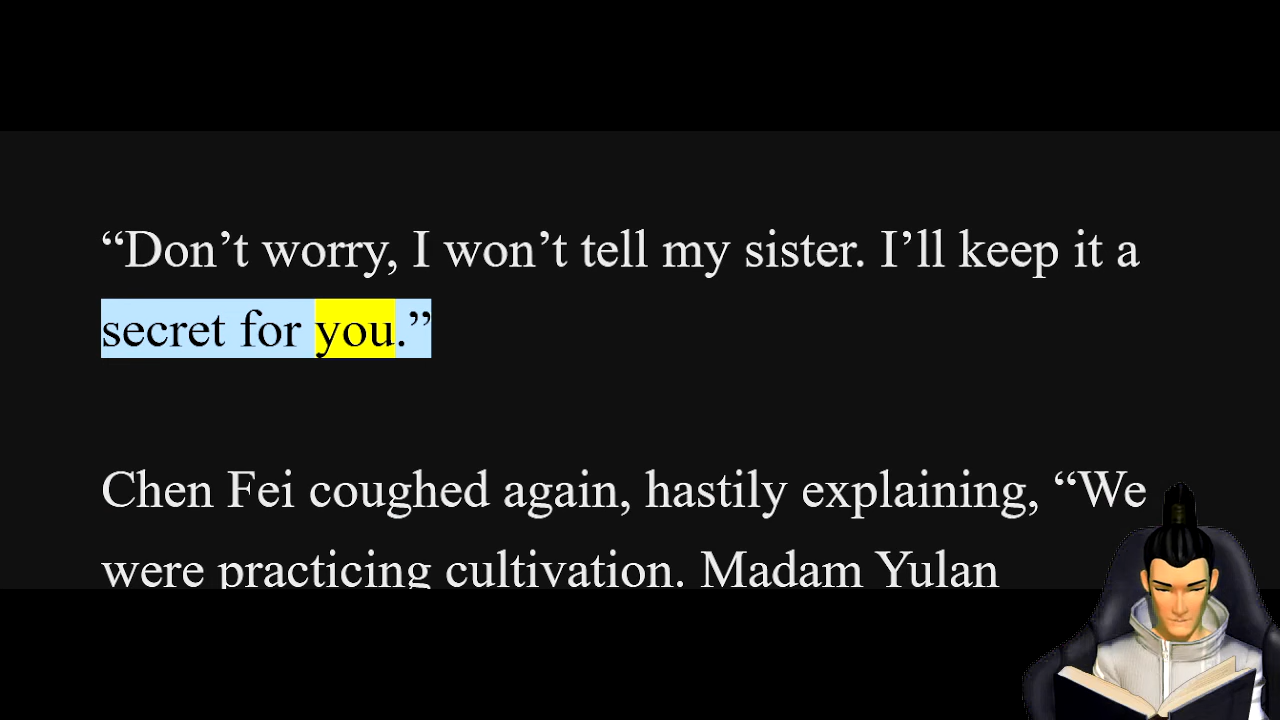 “Don’t worry, I won’t tell my sister. I’ll keep it a
secret for you.”
Chen Fei coughed again, hastily explaining, “We
were practicing cultivation. Madam Yulan